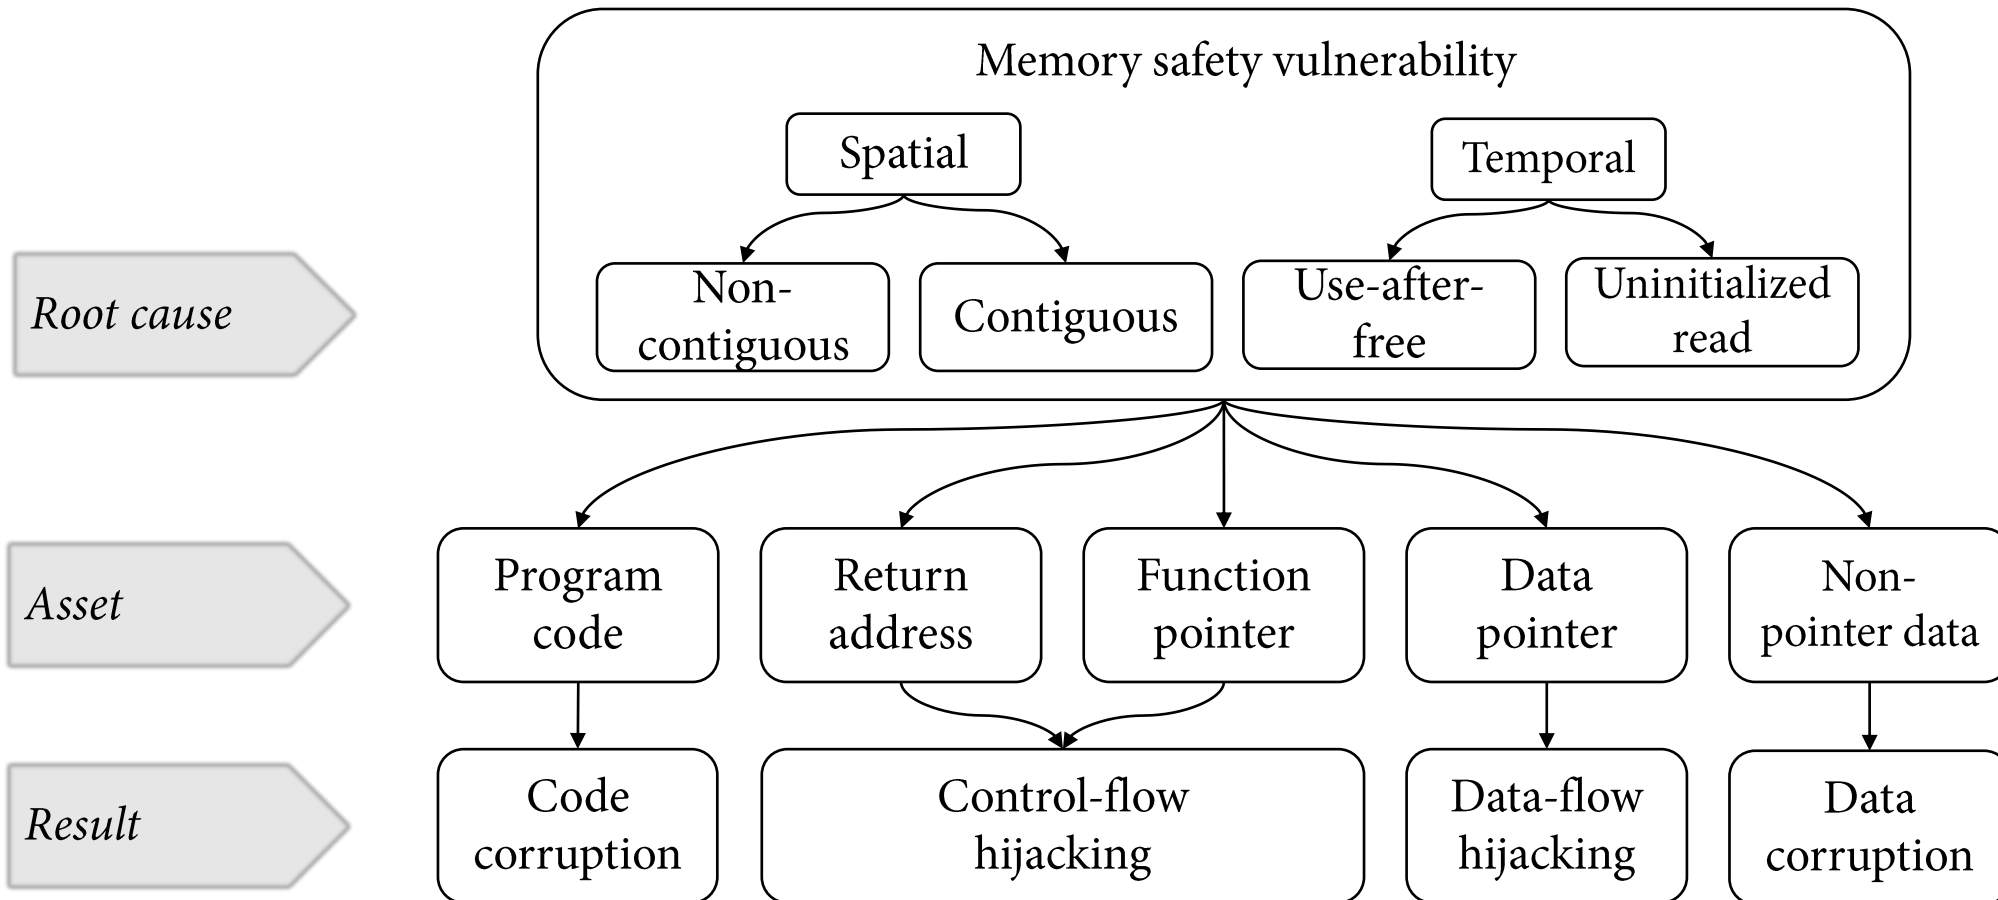 Memory safety vulnerability
Spatial
Temporal
Root cause
Non-
contiguous
Contiguous
Use-after-
free
Uninitialized
read
Asset
Program
code
Return
address
Function
pointer
Data
pointer
Non-
pointer data
Result
Code
corruption
Control-flow
hijacking
Data-flow
hijacking
Data
corruption